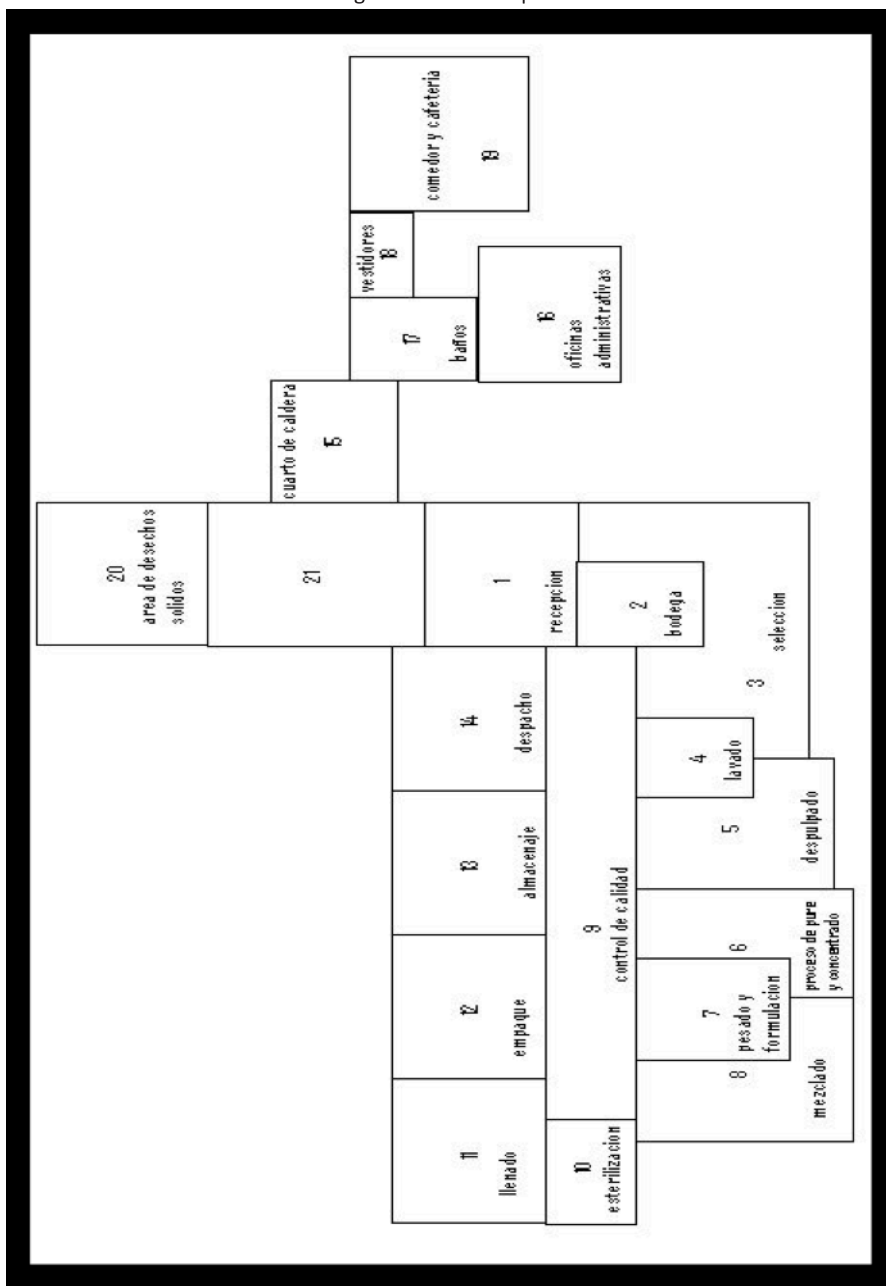 comedor y cafeteria
19
vestidores
18
17
baños
16
oficinas
administrativas
cuarto de caldera
15
20
area de desechos
solidos
21
1
recepcion
2
bodega
3
seleccion
14
despacho
4
lavado
13
almacenaje
5
despulpado
9
control de calidad
12
empaque
6
proceso de pure
y concentrado
7
pesado y
formulacion
8
mezclado
11
llenado
10
esterilizacion